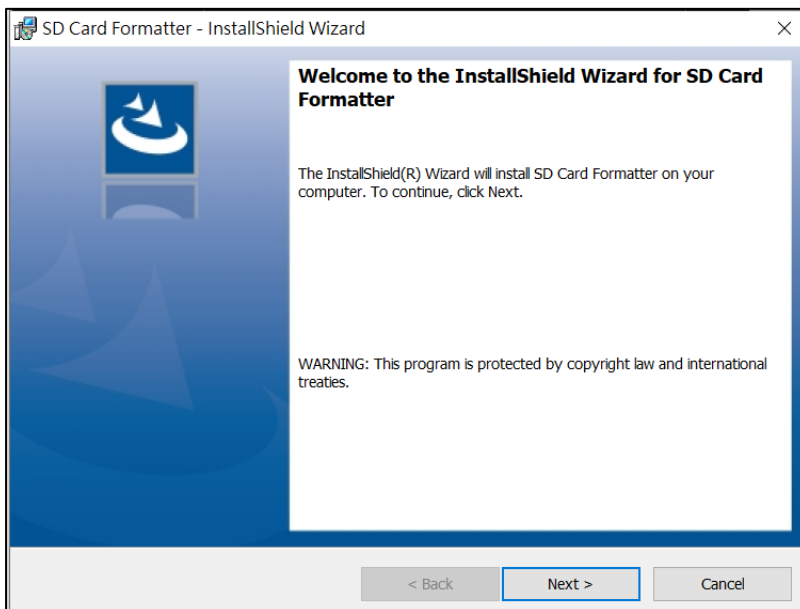 SD Card Formatter - InstallShield Wizard
Welcome to the InstallShield Wizard for SD Card
Formatter
The InstallShield(R) Wizard will install SD Card Formatter on your
computer. To continue, click Next.
WARNING: This program is protected by copyright law and international
treaties.
< Back
Next >
Cancel